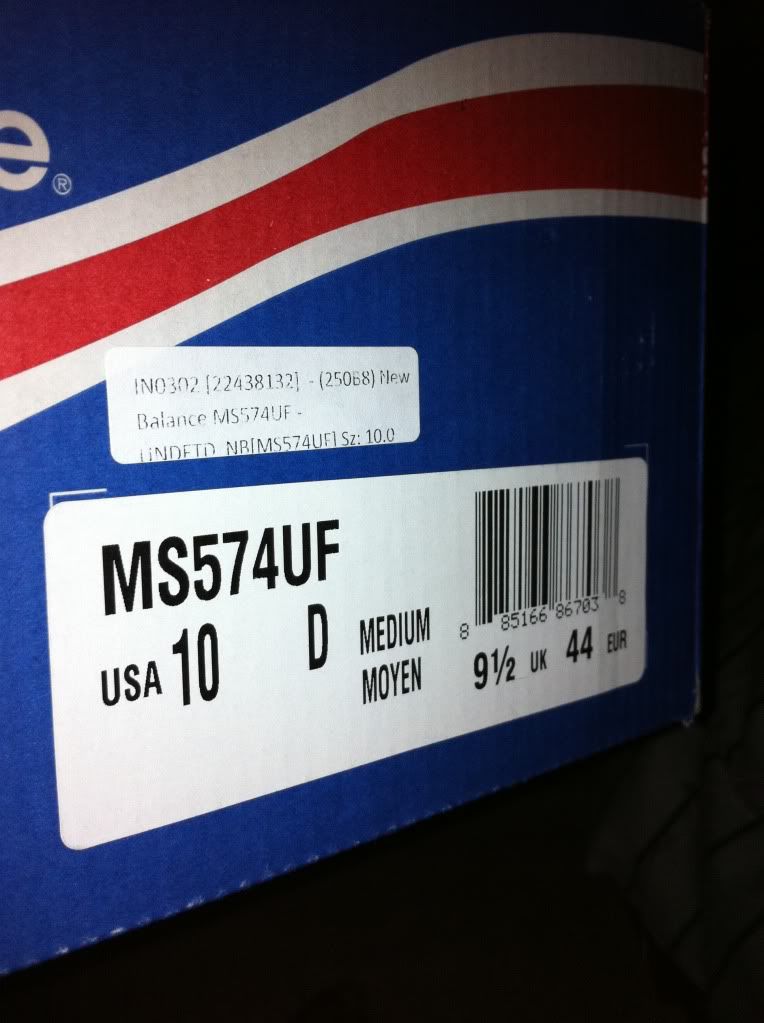 e®
IN0302 [22438132] - (250B8) New
Balance MS574UF -
UNDFTD NB[MS574UF] Sz: 10.0
MS574UF
USA 10 D MEDIUM
MOYEN
8 85166 86703 8
9½ UK 44 EUR